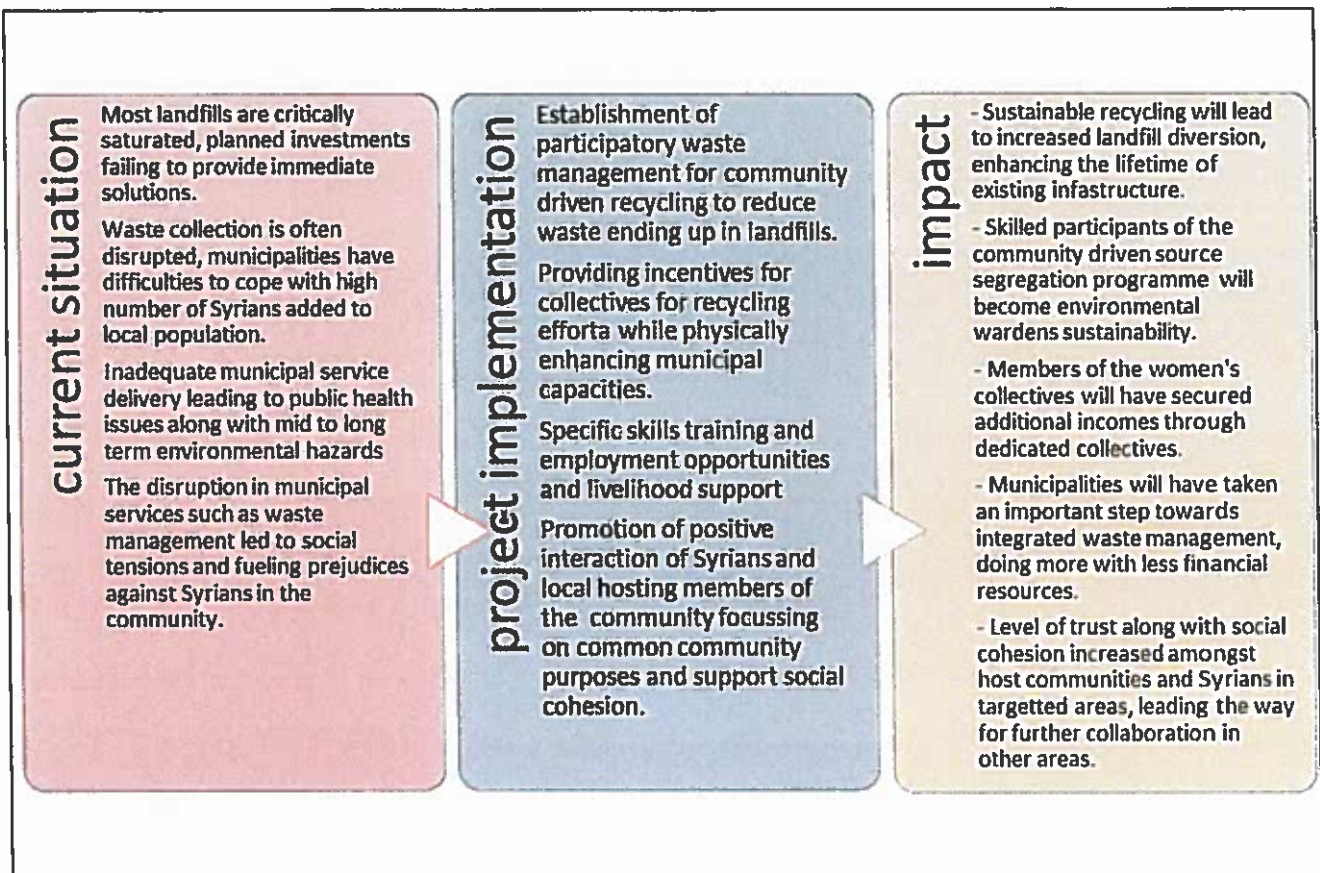 current situation
Most landfills are critically
saturated, planned investments
failing to provide immediate
solutions.
Waste collection is often
disrupted, municipalities have
difficulties to cope with high
number of Syrians added to
local population.
Inadequate municipal service
delivery leading to public health
issues along with mid to long
term environmental hazards
The disruption in municipal
services such as waste
management led to social
tensions and fueling prejudices
against Syrians in the
community.
project implementation
Establishment of
participatory waste
management for community
driven recycling to reduce
waste ending up in landfills.
Providing incentives for
collectives for recycling
efforta while physically
enhancing municipal
capacities.
Specific skills training and
employment opportunities
and livelihood support
Promotion of positive
interaction of Syrians and
local hosting members of
the community focussing
on common community
purposes and support social
cohesion.
impact
- Sustainable recycling will lead
to increased landfill diversion,
enhancing the lifetime of
existing infastructure.
- Skilled participants of the
community driven source
segregation programme will
become environmental
wardens sustainability.
- Members of the women's
collectives will have secured
additional incomes through
dedicated collectives.
- Municipalities will have taken
an important step towards
integrated waste management,
doing more with less financial
resources.
- Level of trust along with social
cohesion increased amongst
host communities and Syrians in
targetted areas, leading the way
for further collaboration in
other areas.